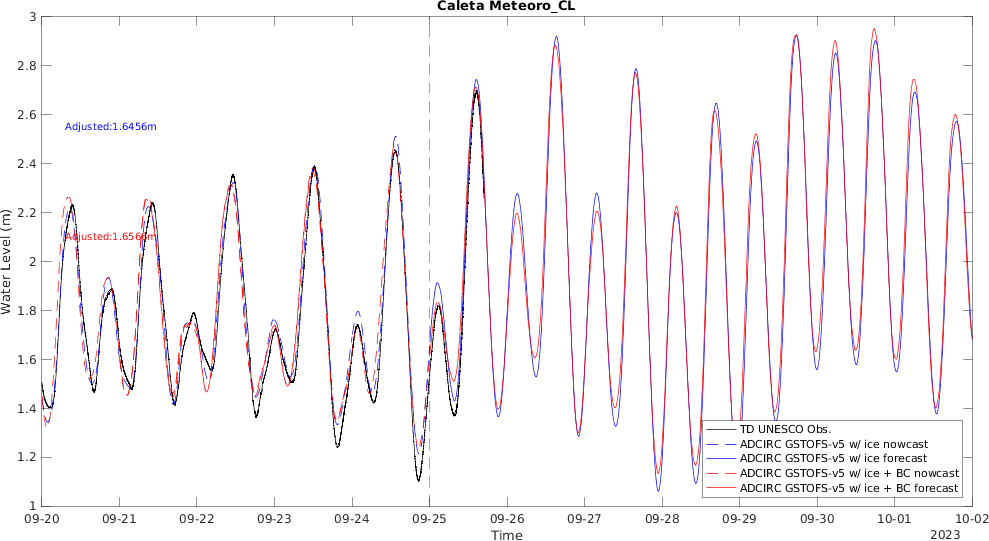 Caleta Meteoro_CL
3
2.8
2.6
2.4
2.2
2
1.8
1.6
1.4
1.2
1
Water Level (m)
Adjusted:1.6456m
Adjusted:1.6566m
TD UNESCO Obs.
ADCIRC GSTOFS-v5 w/ ice nowcast
ADCIRC GSTOFS-v5 w/ ice forecast
ADCIRC GSTOFS-v5 w/ ice + BC nowcast
ADCIRC GSTOFS-v5 w/ ice + BC forecast
09-20 09-21 09-22 09-23 09-24 09-25 09-26 09-27 09-28 09-29 09-30 10-01 10-02
Time
2023